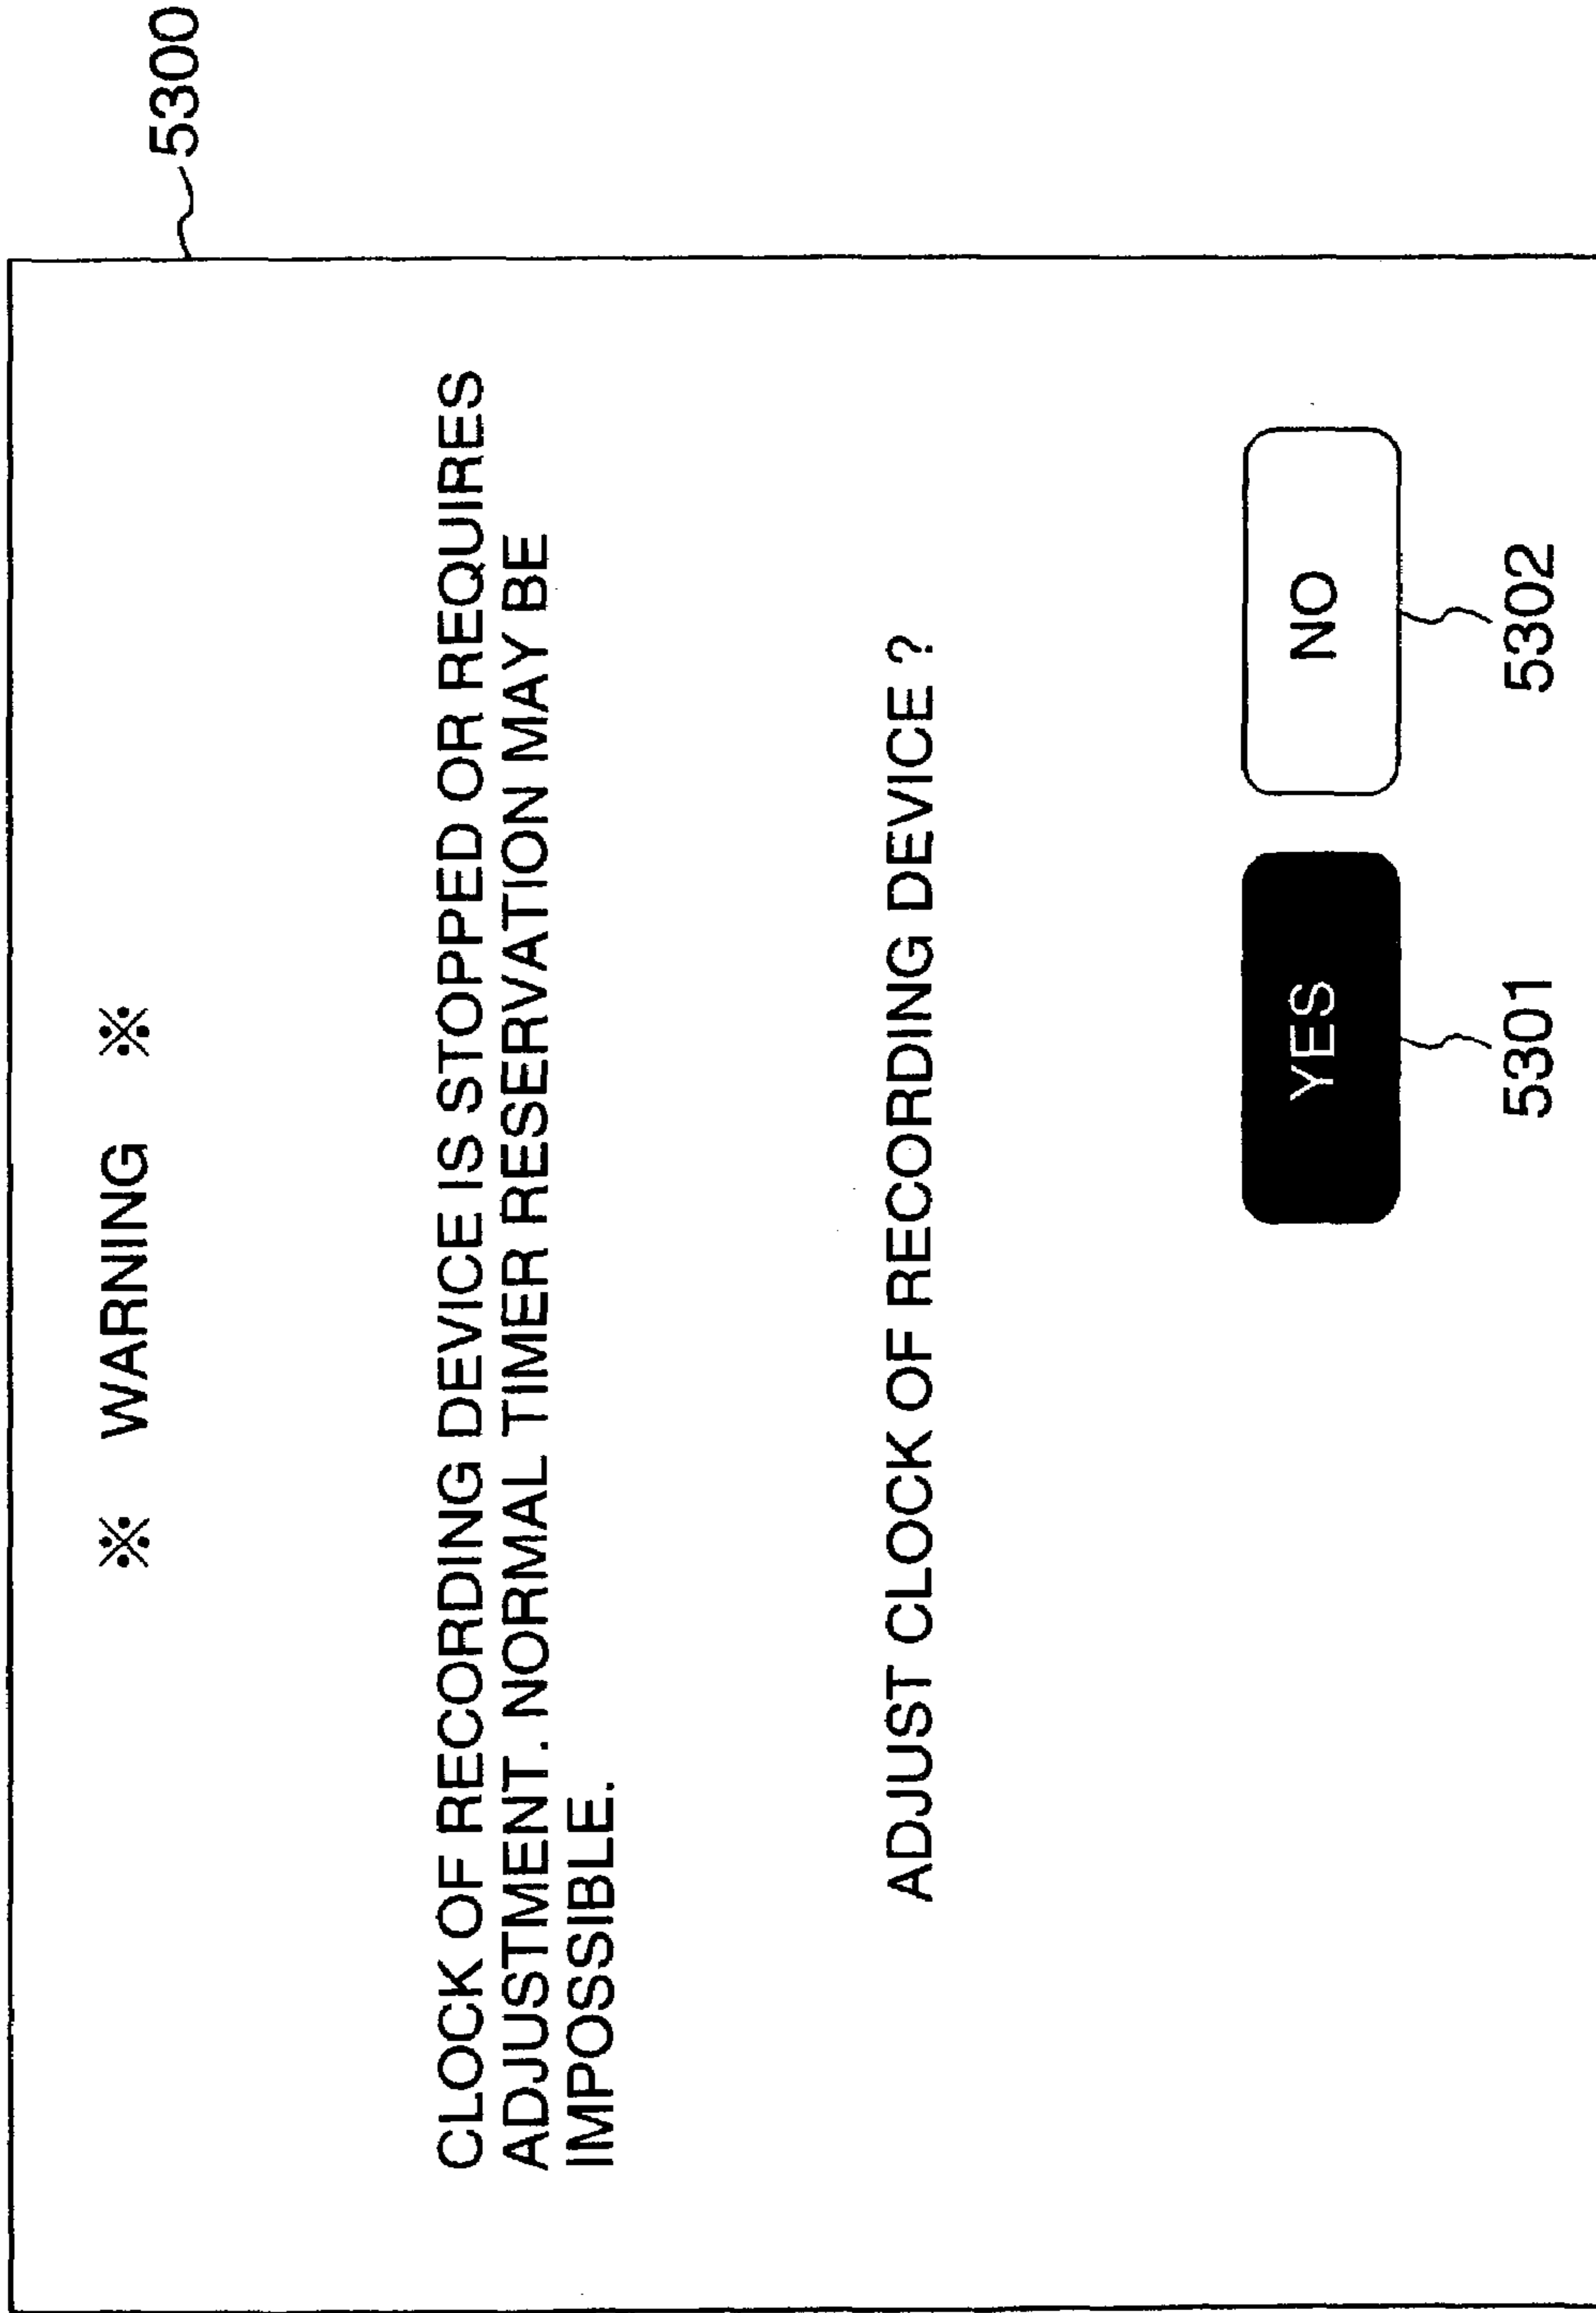 5300
※ WARNING ※
CLOCK OF RECORDING DEVICE IS STOPPED OR REQUIRES
ADJUSTMENT. NORMAL TIMER RESERVATION MAY BE
IMPOSSIBLE.
ADJUST CLOCK OF RECORDING DEVICE ?
YES NO
5301 5302